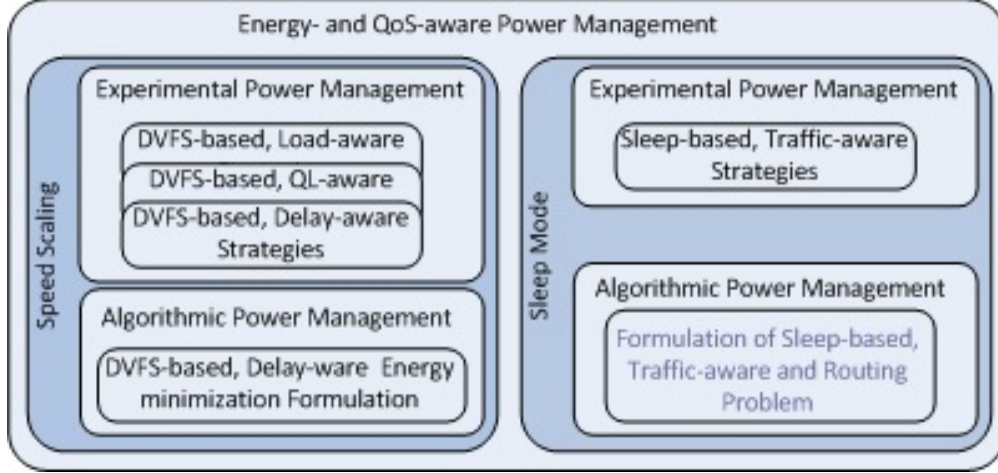 Energy- and QoS-aware Power Management
Speed Scaling
Experimental Power Management
DVFS-based, Load-aware
DVFS-based, QL-aware
DVFS-based, Delay-aware
Strategies
Algorithmic Power Management
DVFS-based, Delay-ware Energy
minimization Formulation
Sleep Mode
Experimental Power Management
Sleep-based, Traffic-aware
Strategies
Algorithmic Power Management
Formulation of Sleep-based,
Traffic-aware and Routing
Problem